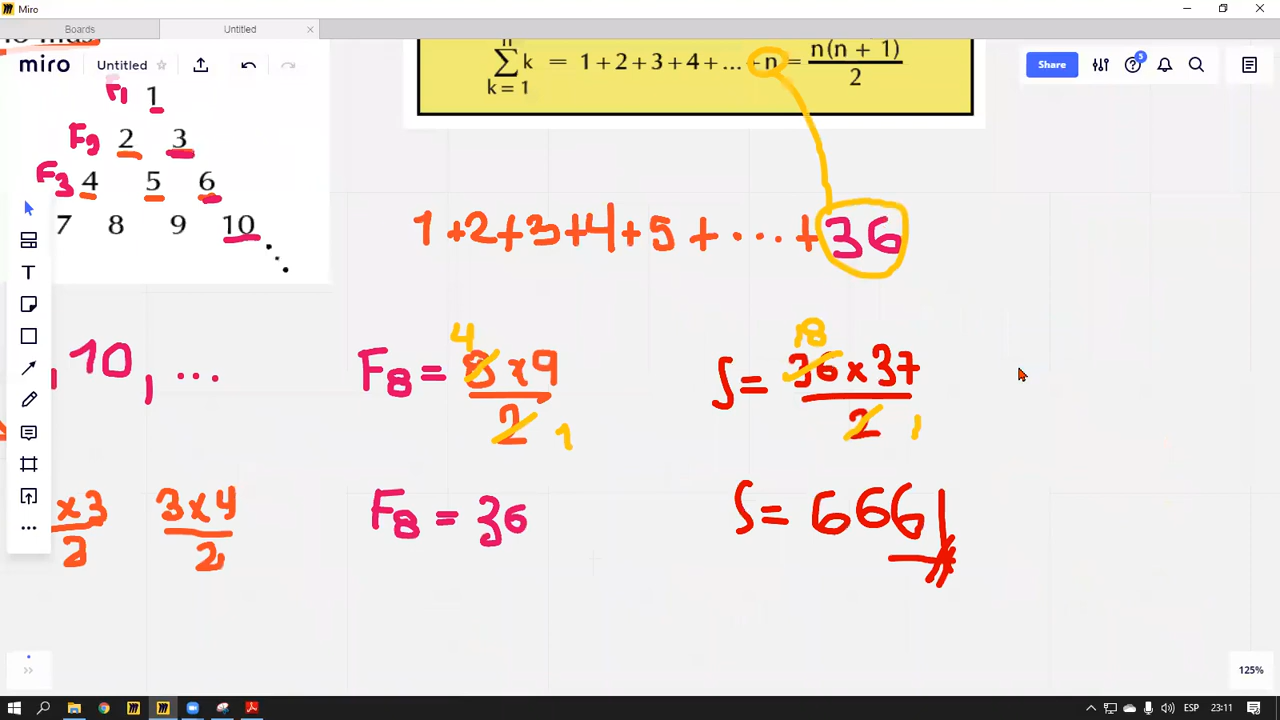 Miro
Boards
Untitled
miro
Untitled
Share
5
n
∑ k = 1+2+3+4+...+n = n(n + 1)
k = 1
2
F1 1
F2 2 3
F3 4 5 6
7 8 9 10
1+2+3+4+5+...+36
, 10, ...
4
F8 = 8x9
2 1
18
S= 36x37
2 1
x3
2
3x4
2
F8 = 36
S= 666
T
125%
ESP 23:11